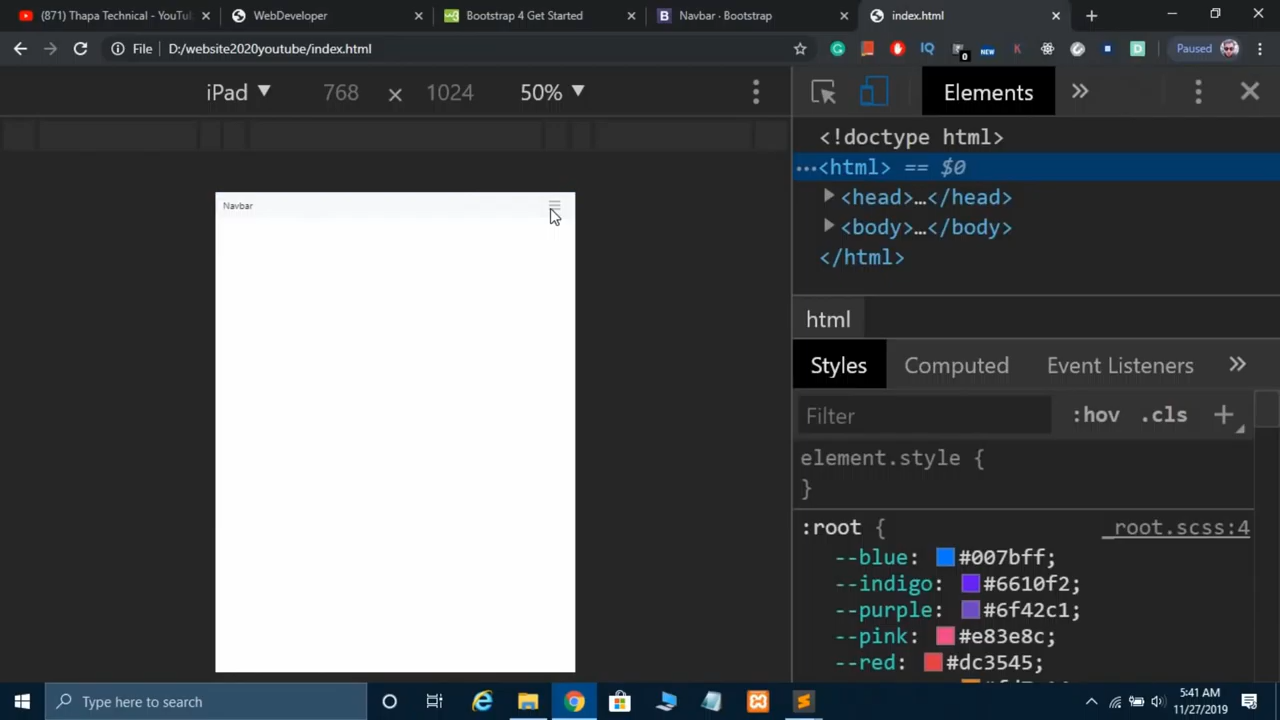 (871) Thapa Technical - YouTu
WebDeveloper
Bootstrap 4 Get Started
Navbar · Bootstrap
index.html
File
D:/website2020youtube/index.html
IQ
0
NEW
K
D
Paused
iPad
768 × 1024
50%
Elements
<!doctype html>
<html> == $0
<head>…</head>
<body>…</body>
</html>
Navbar
html
Styles
Computed
Event Listeners
Filter
:hov
.cls
element.style {
}
:root {
_root.scss:4
--blue: #007bff;
--indigo: #6610f2;
--purple: #6f42c1;
--pink: #e83e8c;
--red: #dc3545;
Type here to search
5:41 AM
11/27/2019